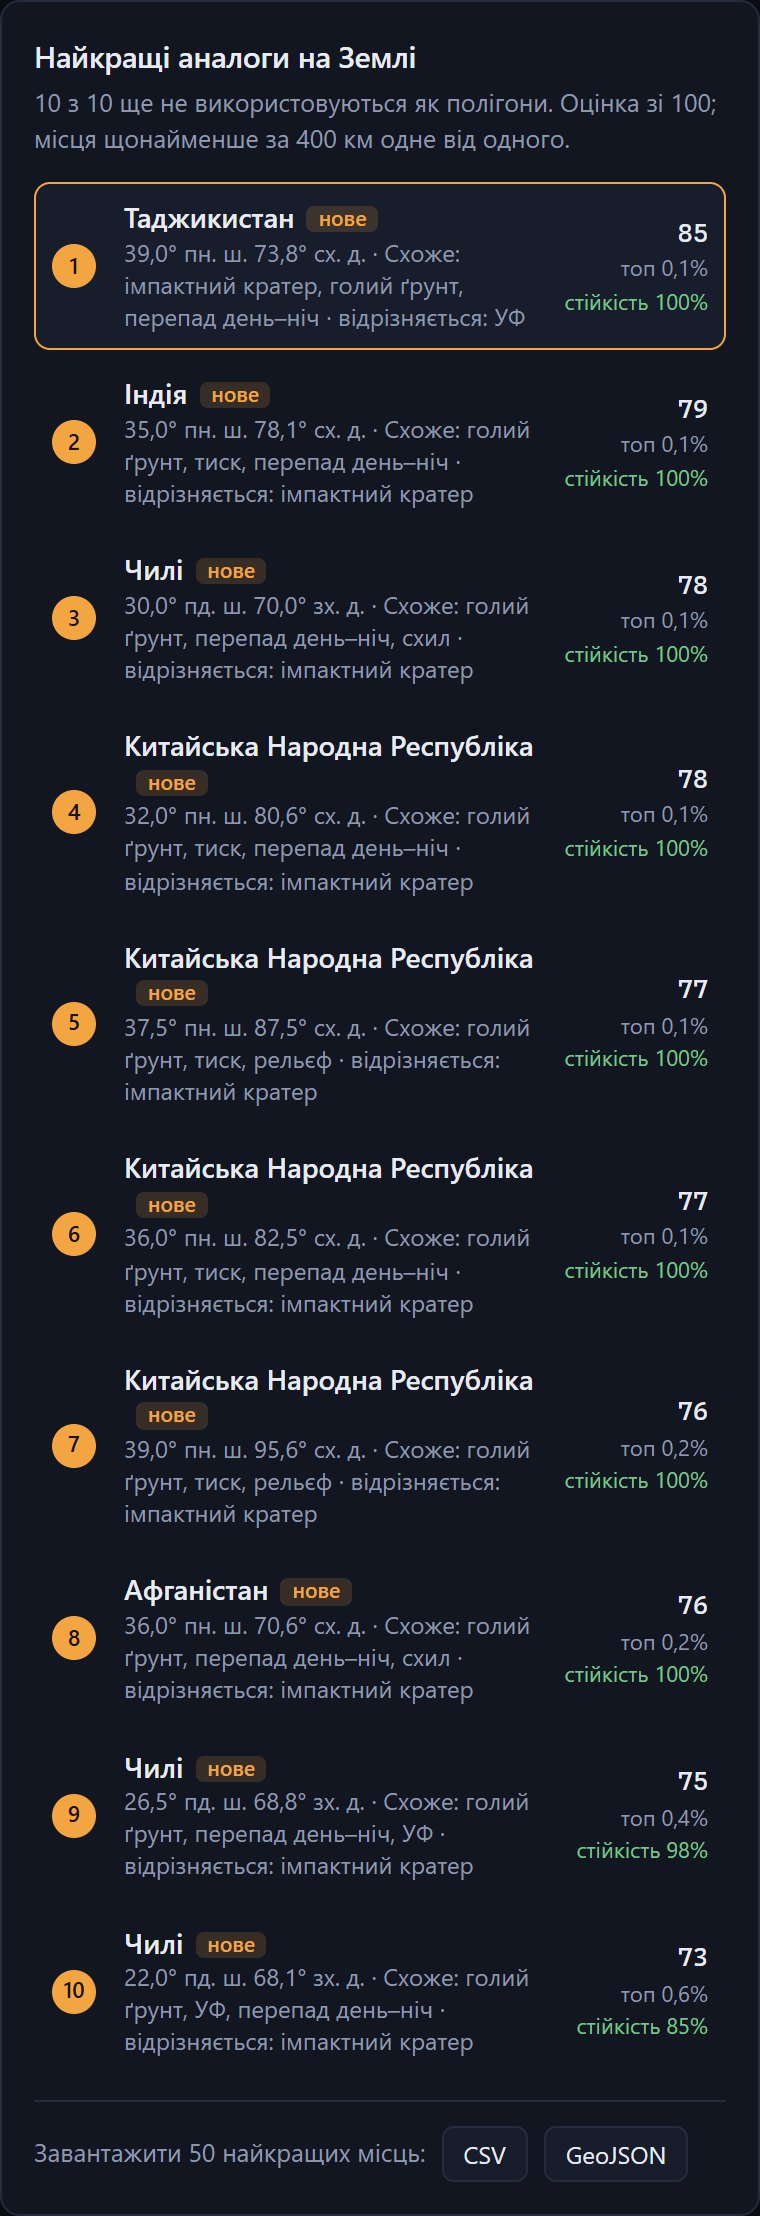 Найкращі аналоги на Землі
10 з 10 ще не використовуються як полігони. Оцінка зі 100;
місця щонайменше за 400 км одне від одного.
1
Таджикистан нове
39,0° пн. ш. 73,8° сх. д. · Схоже:
імпактний кратер, голий ґрунт,
перепад день–ніч · відрізняється: УФ
85
топ 0,1%
стійкість 100%
2
Індія нове
35,0° пн. ш. 78,1° сх. д. · Схоже: голий
ґрунт, тиск, перепад день–ніч ·
відрізняється: імпактний кратер
79
топ 0,1%
стійкість 100%
3
Чилі нове
30,0° пд. ш. 70,0° зх. д. · Схоже: голий
ґрунт, перепад день–ніч, схил ·
відрізняється: імпактний кратер
78
топ 0,1%
стійкість 100%
4
Китайська Народна Республіка
нове
32,0° пн. ш. 80,6° сх. д. · Схоже: голий
ґрунт, тиск, перепад день–ніч ·
відрізняється: імпактний кратер
78
топ 0,1%
стійкість 100%
5
Китайська Народна Республіка
нове
37,5° пн. ш. 87,5° сх. д. · Схоже: голий
ґрунт, тиск, рельєф · відрізняється:
імпактний кратер
77
топ 0,1%
стійкість 100%
6
Китайська Народна Республіка
нове
36,0° пн. ш. 82,5° сх. д. · Схоже: голий
ґрунт, тиск, перепад день–ніч ·
відрізняється: імпактний кратер
77
топ 0,1%
стійкість 100%
7
Китайська Народна Республіка
нове
39,0° пн. ш. 95,6° сх. д. · Схоже: голий
ґрунт, тиск, рельєф · відрізняється:
імпактний кратер
76
топ 0,2%
стійкість 100%
8
Афганістан нове
36,0° пн. ш. 70,6° сх. д. · Схоже: голий
ґрунт, перепад день–ніч, схил ·
відрізняється: імпактний кратер
76
топ 0,2%
стійкість 100%
9
Чилі нове
26,5° пд. ш. 68,8° зх. д. · Схоже: голий
ґрунт, перепад день–ніч, УФ ·
відрізняється: імпактний кратер
75
топ 0,4%
стійкість 98%
10
Чилі нове
22,0° пд. ш. 68,1° зх. д. · Схоже: голий
ґрунт, УФ, перепад день–ніч ·
відрізняється: імпактний кратер
73
топ 0,6%
стійкість 85%
Завантажити 50 найкращих місць: CSV GeoJSON